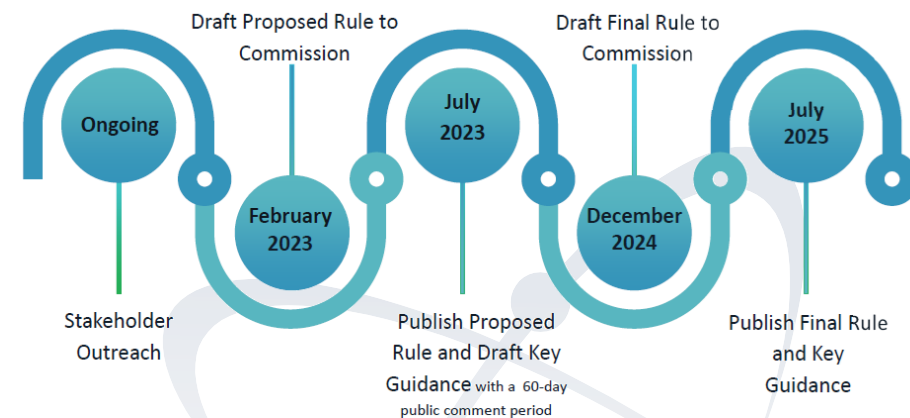 Ongoing
Stakeholder
Outreach
Draft Proposed Rule to
Commission
February
2023
July
2023
Publish Proposed
Rule and Draft Key
Guidance with a 60-day
public comment period
Draft Final Rule to
Commission
December
2024
July
2025
Publish Final Rule
and Key
Guidance